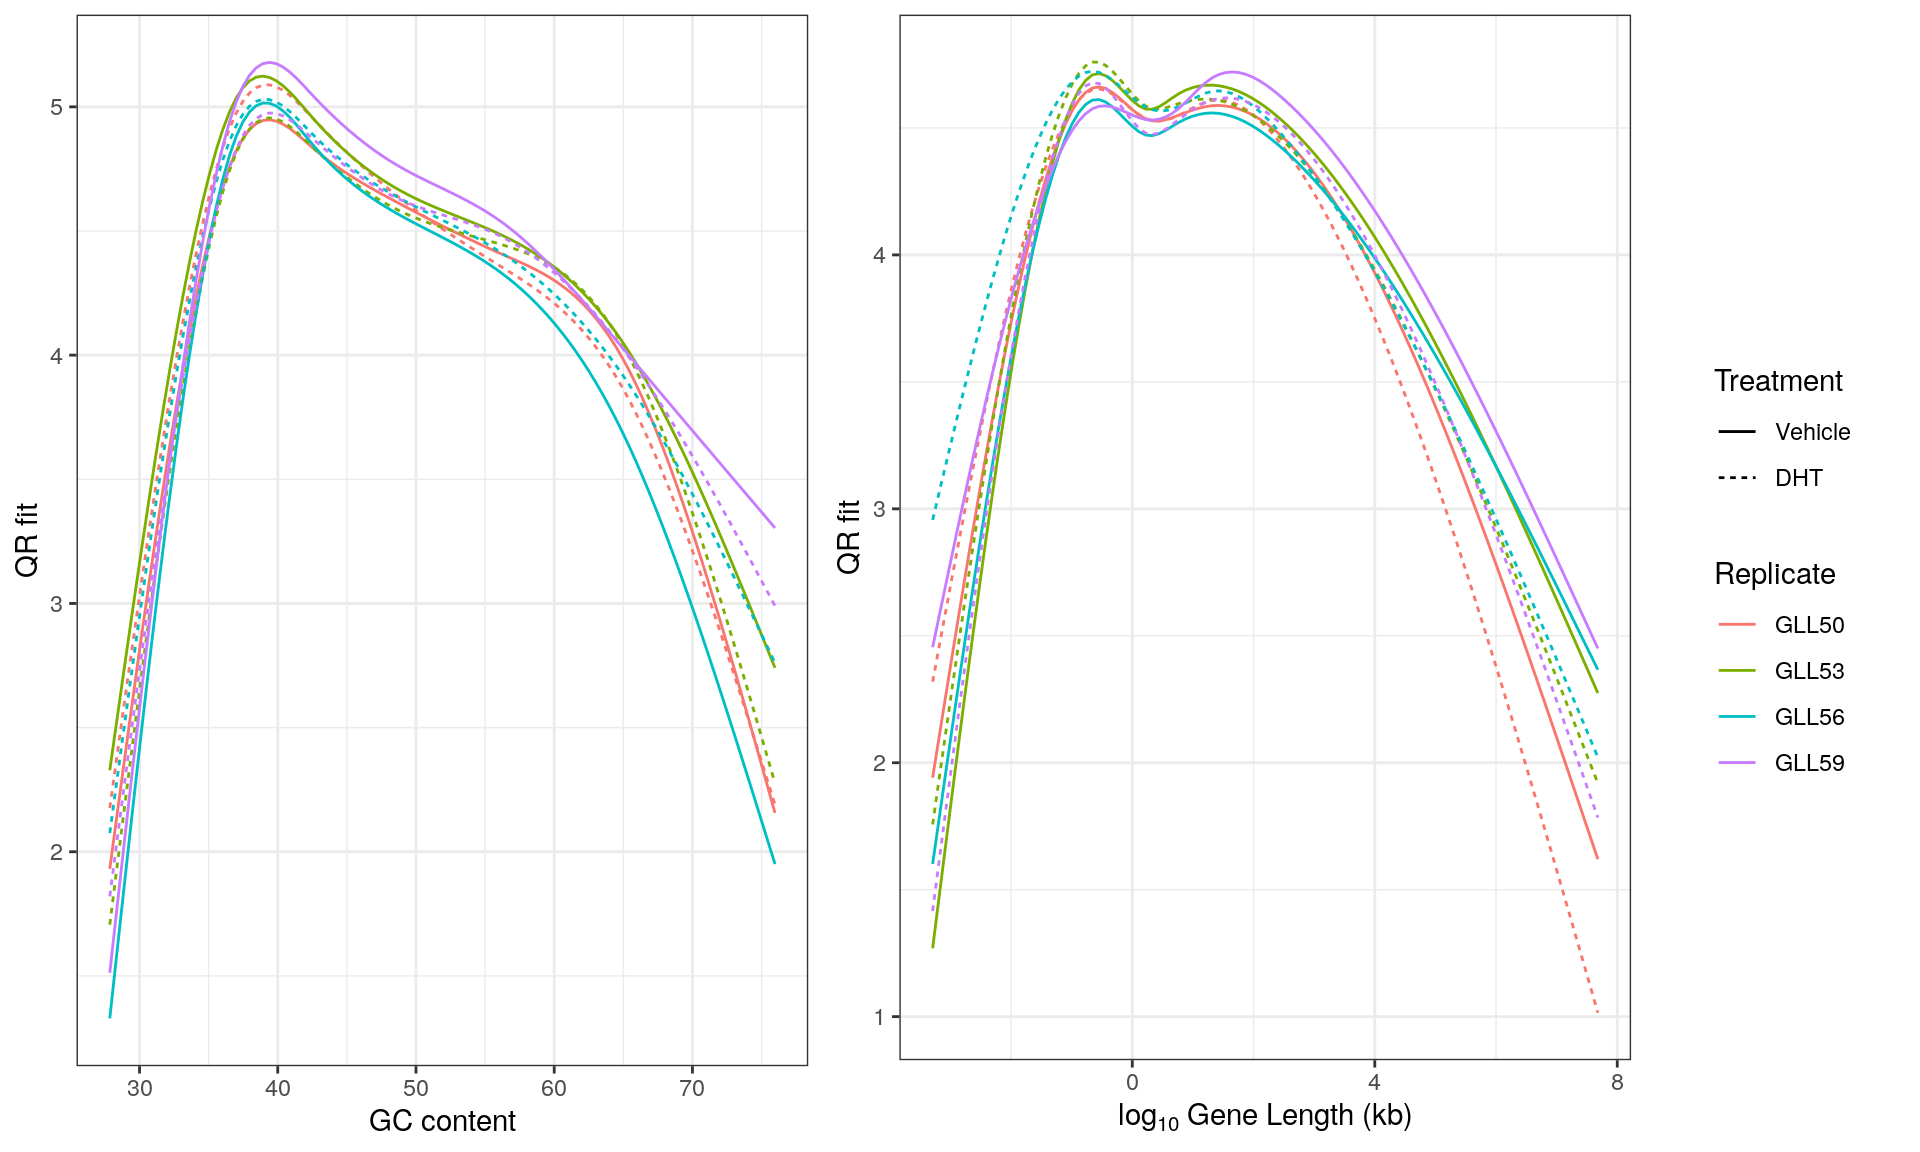 5
4
3
2
QR fit
30 40 50 60 70
GC content
4
3
2
1
QR fit
0 4 8
log₁₀ Gene Length (kb)
Treatment
Vehicle
DHT
Replicate
GLL50
GLL53
GLL56
GLL59